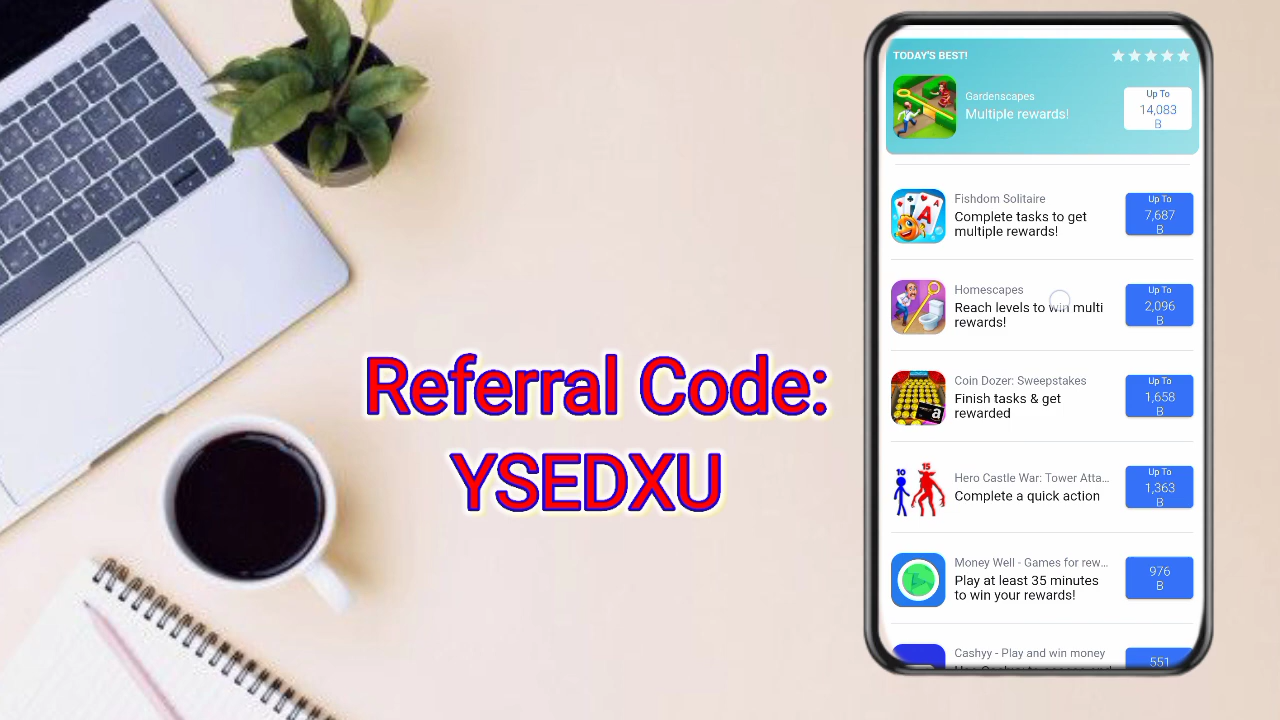 Referral Code:
YSEDXU
TODAY'S BEST!
Gardenscapes
Multiple rewards!
Up To
14,083
B
Fishdom Solitaire
Complete tasks to get
multiple rewards!
Up To
7,687
B
A
Homescapes
Reach levels to win multi
rewards!
Up To
2,096
B
Coin Dozer: Sweepstakes
Finish tasks & get
rewarded
Up To
1,658
B
a
10
15
Hero Castle War: Tower Atta...
Complete a quick action
Up To
1,363
B
Money Well - Games for rew...
Play at least 35 minutes
to win your rewards!
976
B
Cashyy - Play and win money
551